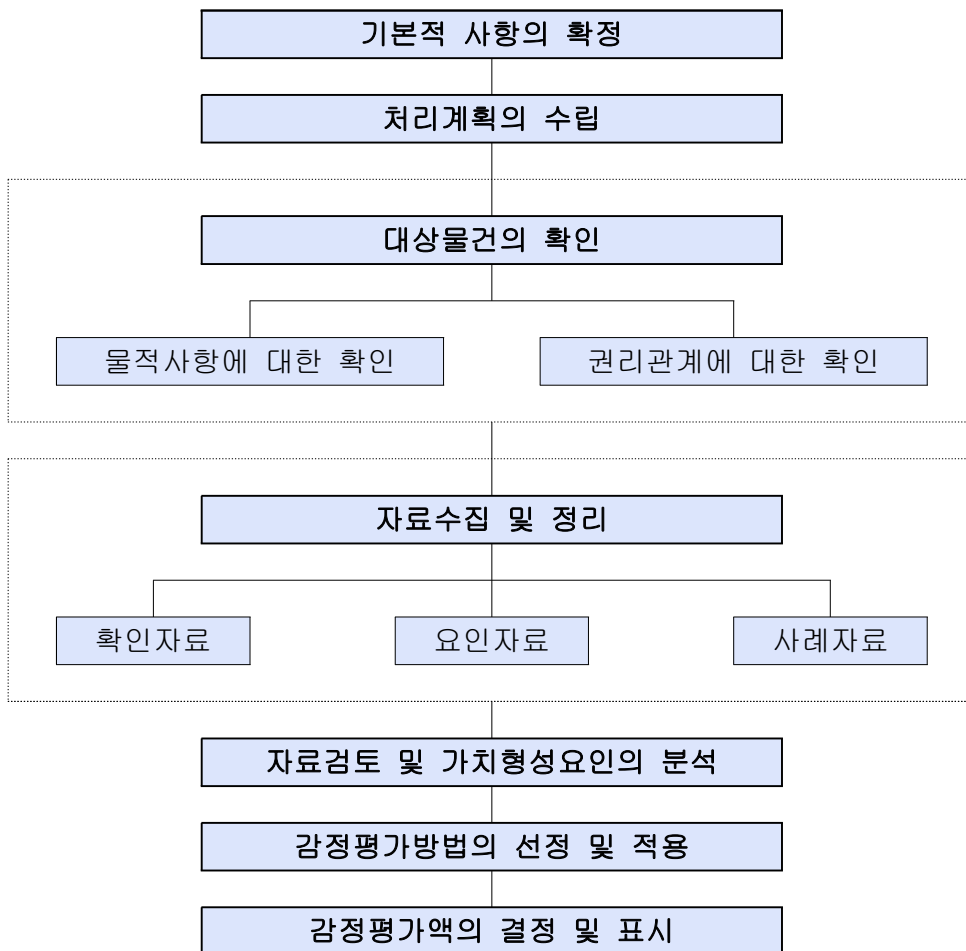 기본적 사항의 확정
처리계획의 수립
대상물건의 확인
물적사항에 대한 확인
권리관계에 대한 확인
자료수집 및 정리
확인자료
요인자료
사례자료
자료검토 및 가치형성요인의 분석
감정평가방법의 선정 및 적용
감정평가액의 결정 및 표시